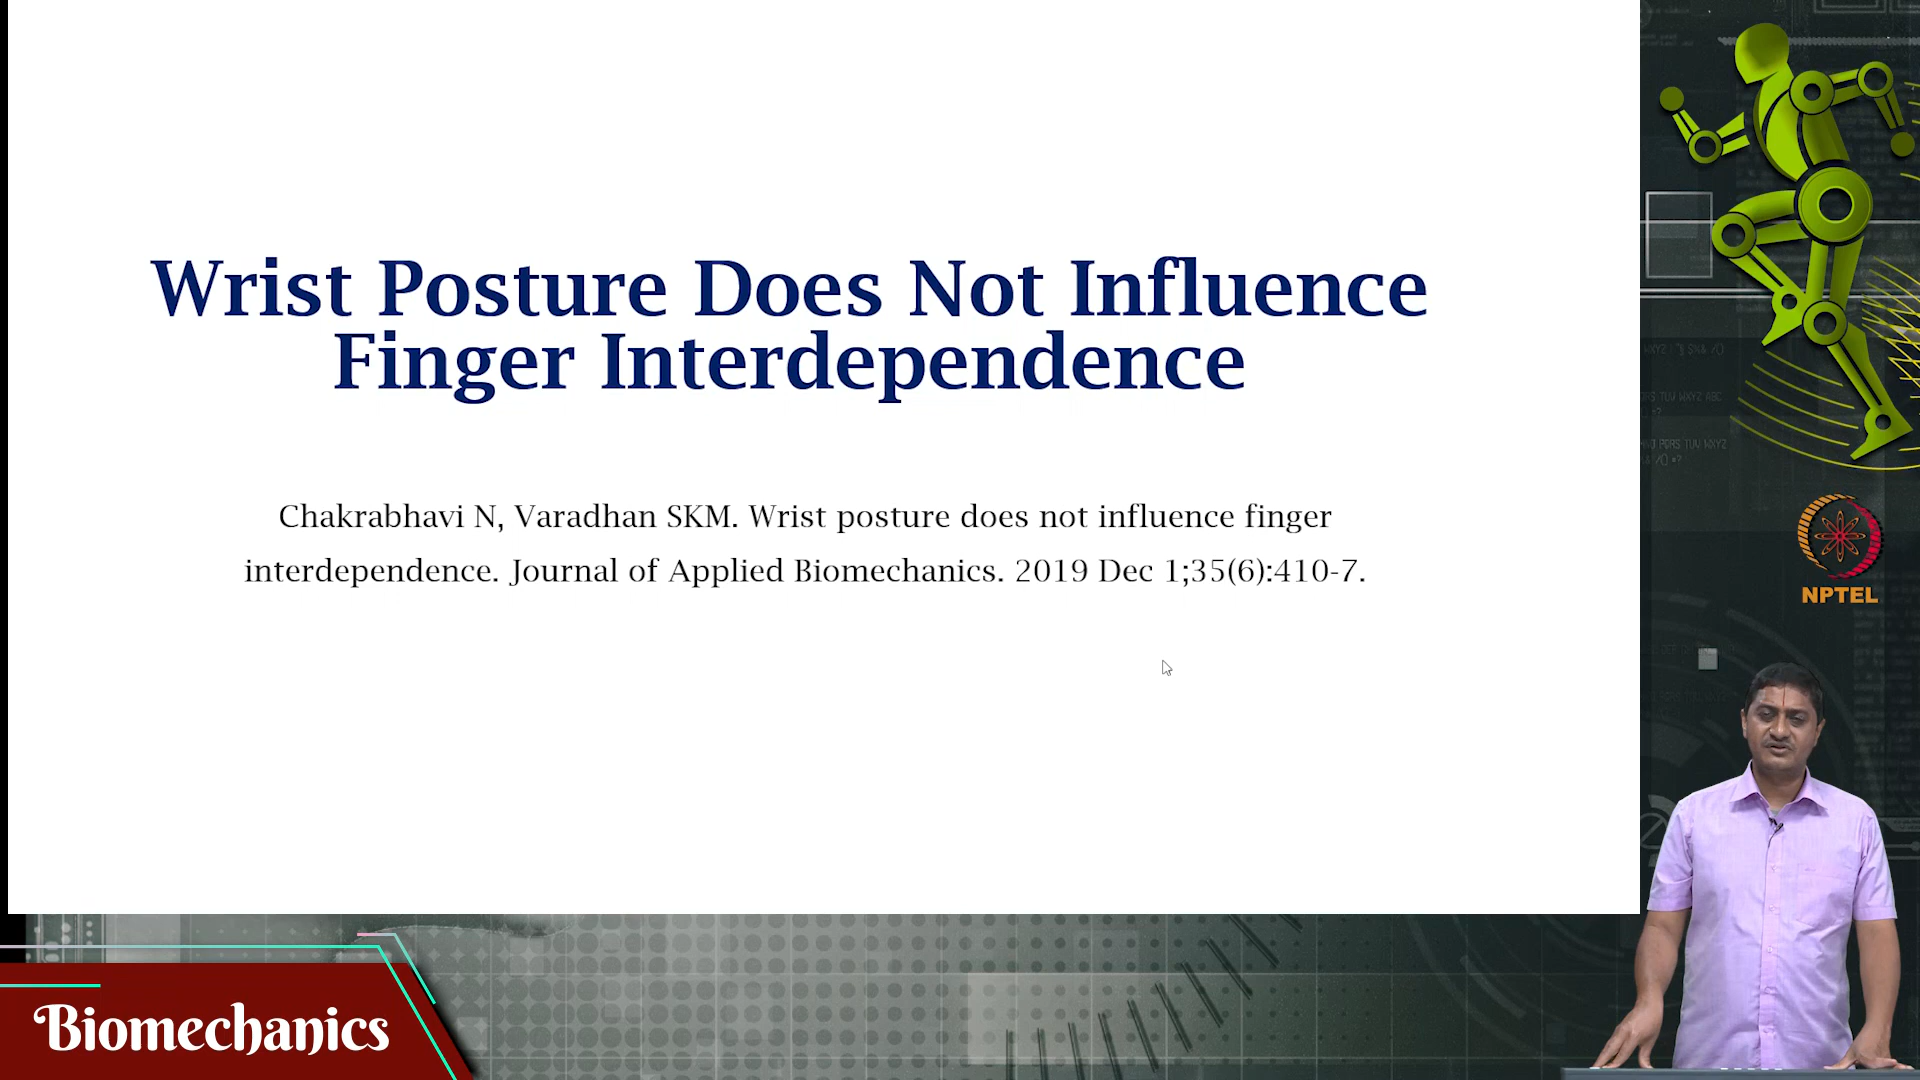 Wrist Posture Does Not Influence
Finger Interdependence
Chakrabhavi N, Varadhan SKM. Wrist posture does not influence finger
interdependence. Journal of Applied Biomechanics. 2019 Dec 1;35(6):410-7.
NPTEL
Biomechanics